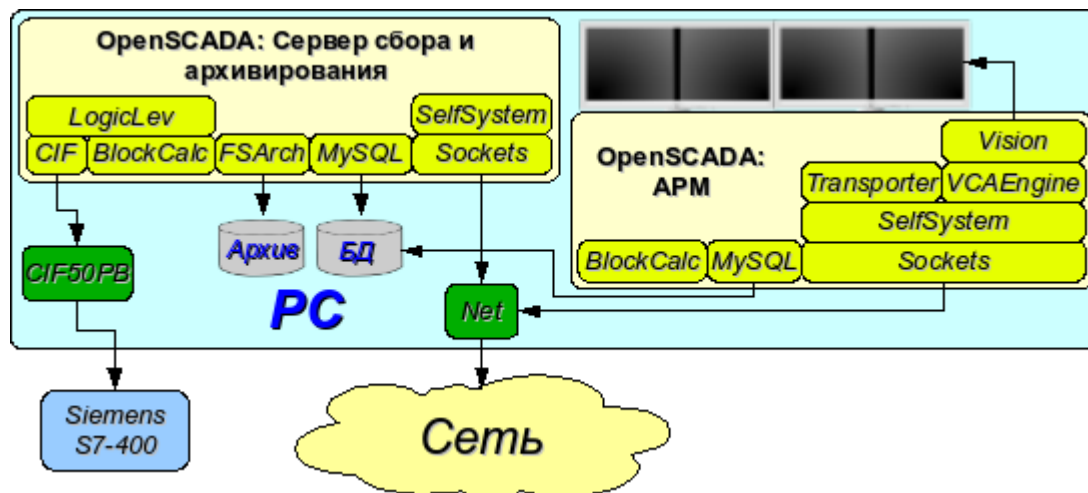 OpenSCADA: Сервер сбора и
архивирования
LogicLev
SelfSystem
CIF
BlockCalc
FSArch
MySQL
Sockets
OpenSCADA:
АРМ
Vision
Transporter
VCAEngine
SelfSystem
BlockCalc
MySQL
Sockets
Архив
БД
CIF50PB
PC
Net
Siemens
S7-400
Сеть